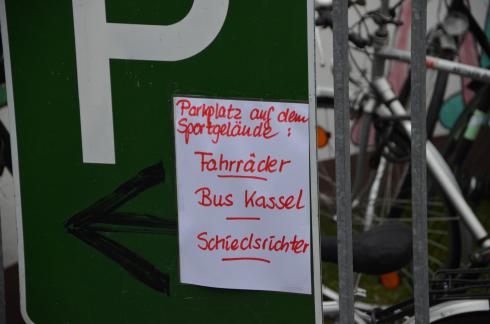 P
Parkplatz auf dem
Sportgelände :
Fahrräder
Bus Kassel
Schiedsrichter